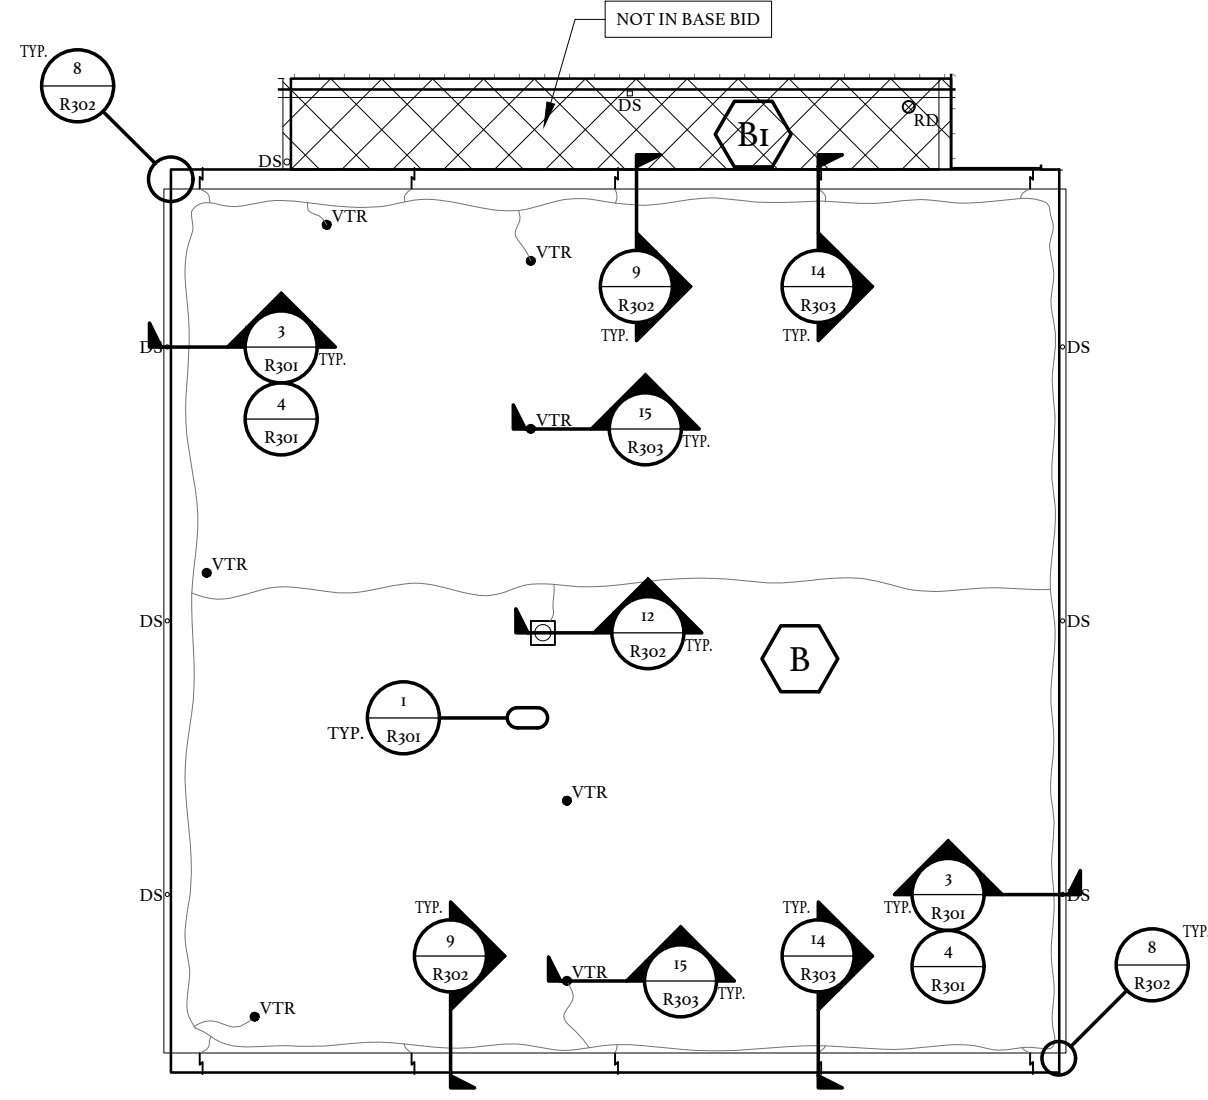 NOT IN BASE BID
TYP.
8
R302
DS
RD
B1
DS
VTR
VTR
9
R302
TYP.
14
R303
TYP.
3
R301
TYP.
DS
DS
4
R301
VTR
15
R303
TYP.
VTR
12
R302
TYP.
DS
DS
B
1
R301
TYP.
VTR
3
R301
TYP.
DS
DS
TYP.
9
R302
TYP.
14
R303
4
R301
TYP.
8
R302
VTR
15
R303
TYP.
VTR